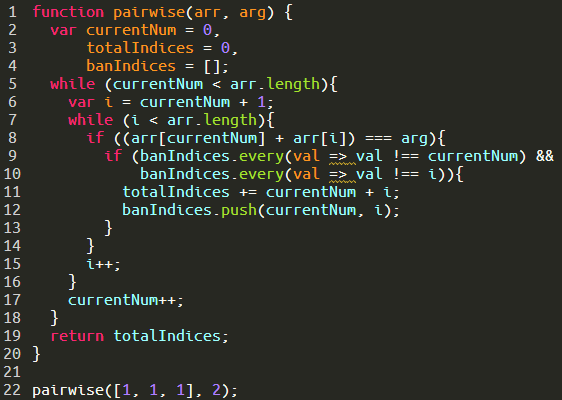 1 function pairwise(arr, arg) {
2   var currentNum = 0,
3       totalIndices = 0,
4       banIndices = [];
5   while (currentNum < arr.length){
6     var i = currentNum + 1;
7     while (i < arr.length){
8       if ((arr[currentNum] + arr[i]) === arg){
9         if (banIndices.every(val => val !== currentNum) &&
10             banIndices.every(val => val !== i)){
11           totalIndices += currentNum + i;
12           banIndices.push(currentNum, i);
13         }
14       }
15       i++;
16     }
17     currentNum++;
18   }
19   return totalIndices;
20 }
21
22 pairwise([1, 1, 1], 2);